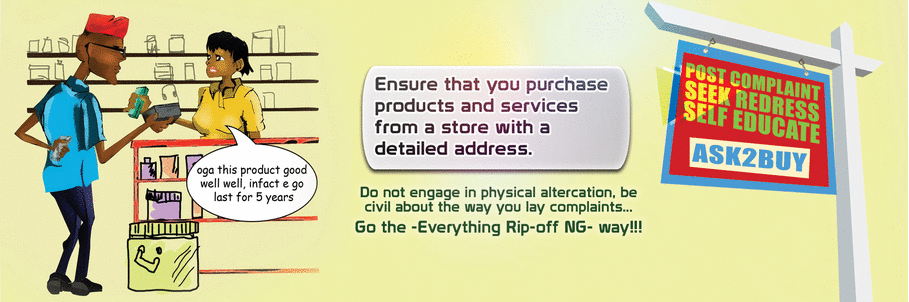 oga this product good
well well, infact e go
last for 5 years
Ensure that you purchase
products and services
from a store with a
detailed address.
Do not engage in physical altercation, be
civil about the way you lay complaints...
Go the -Everything Rip-off NG- way!!!
POST COMPLAINT
SEEK REDRESS
SELF EDUCATE
ASK2BUY